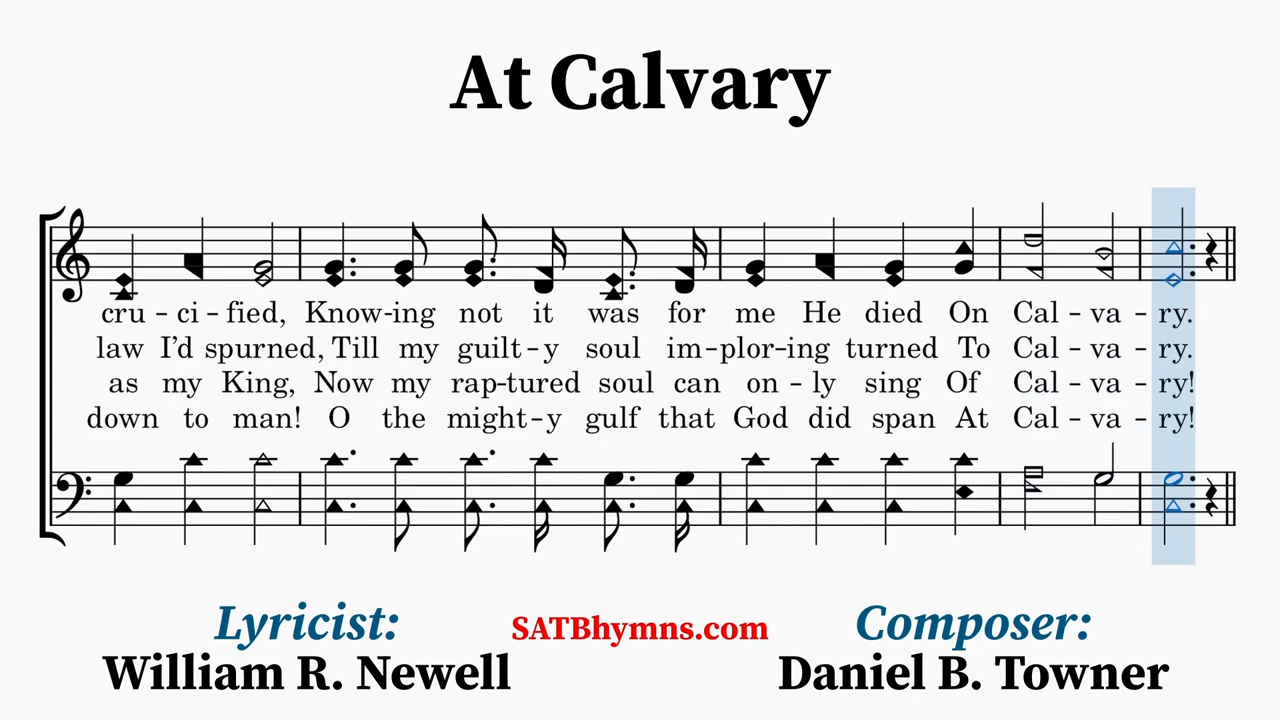 At Calvary
cru – ci – fied, Know-ing not it was for me He died On Cal – va – ry.
law I’d spurned, Till my guilt–y soul im–plor–ing turned To Cal – va – ry.
as my King, Now my rap-tured soul can on – ly sing Of Cal – va – ry!
down to man! O the might–y gulf that God did span At Cal – va – ry!
Lyricist:
William R. Newell
SATBhymns.com
Composer:
Daniel B. Towner